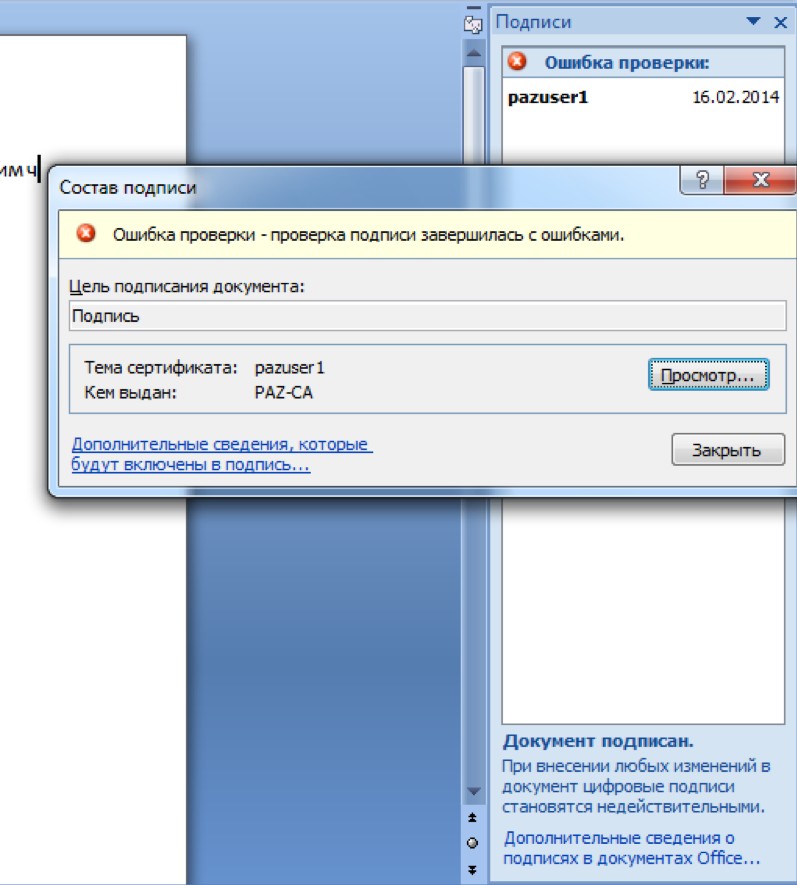 Подписи
Ошибка проверки:
pazuser1 16.02.2014
им ч
Состав подписи
Ошибка проверки - проверка подписи завершилась с ошибками.
Цель подписания документа:
Подпись
Тема сертификата: pazuser1
Просмотр...
Кем выдан: PAZ-CA
Дополнительные сведения, которые
будут включены в подпись...
Закрыть
Документ подписан.
При внесении любых изменений в
документ цифровые подписи
становятся недействительными.
Дополнительные сведения о
подписях в документах Office...